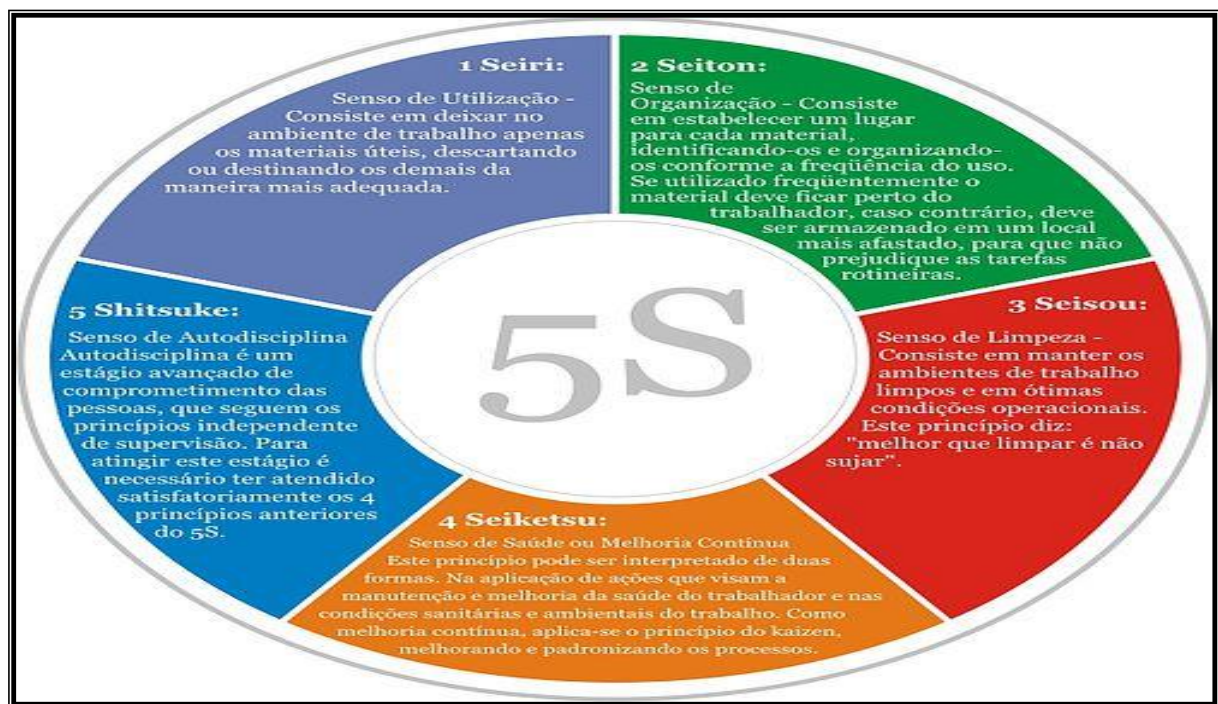 1 Seiri:
Senso de Utilização -
Consiste em deixar no
ambiente de trabalho apenas
os materiais úteis, descartando
ou destinando os demais da
maneira mais adequada.
2 Seiton:
Senso de
Organização - Consiste
em estabelecer um lugar
para cada material,
identificando-os e organizando-
os conforme a freqüência do uso.
Se utilizado freqüentemente o
material deve ficar perto do
trabalhador, caso contrário, deve
ser armazenado em um local
mais afastado, para que não
prejudique as tarefas
rotineiras.
3 Seisou:
Senso de Limpeza -
Consiste em manter os
ambientes de trabalho
limpos e em ótimas
condições operacionais.
Este princípio diz:
"melhor que limpar é não
sujar".
4 Seiketsu:
Senso de Saúde ou Melhoria Contínua
Este princípio pode ser interpretado de duas
formas. Na aplicação de ações que visam a
manutenção e melhoria da saúde do trabalhador e nas
condições sanitárias e ambientais do trabalho. Como
melhoria contínua, aplica-se o princípio do kaizen,
melhorando e padronizando os processos.
5 Shitsuke:
Senso de Autodisciplina
Autodisciplina é um
estágio avançado de
comprometimento das
pessoas, que seguem os
princípios independente
de supervisão. Para
atingir este estágio é
necessário ter atendido
satisfatoriamente os 4
princípios anteriores
do 5S.
5S